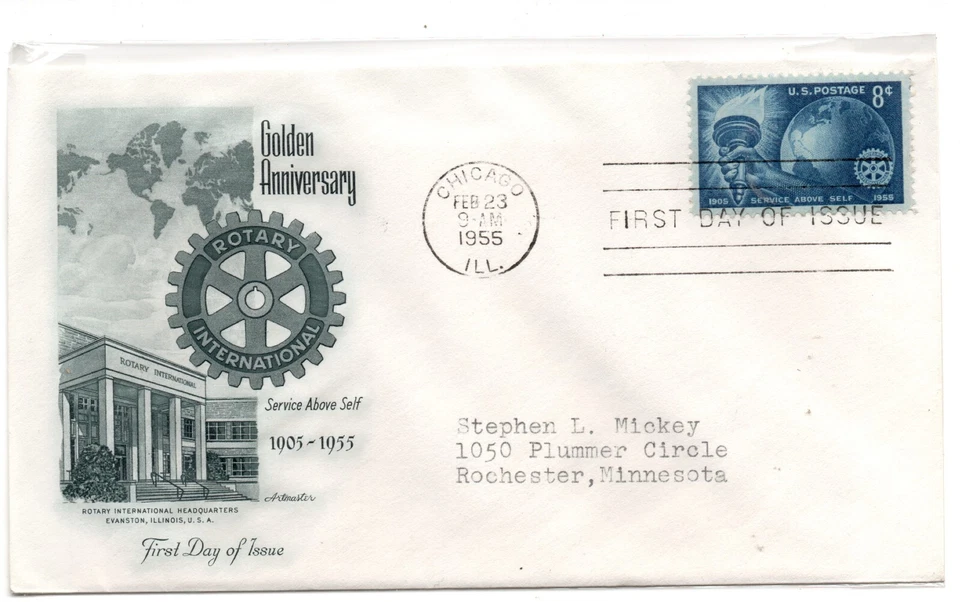 Golden
Anniversary
ROTARY
INTERNATIONAL
ROTARY INTERNATIONAL
Service Above Self
1905-1955
Artmaster
ROTARY INTERNATIONAL HEADQUARTERS
EVANSTON, ILLINOIS, U. S. A.
First Day of Issue
CHICAGO
FEB 23
9-AM
1955
ILL.
U.S. POSTAGE 8¢
1905 SERVICE ABOVE SELF 1955
FIRST DAY OF ISSUE
Stephen L. Mickey
1050 Plummer Circle
Rochester,Minnesota